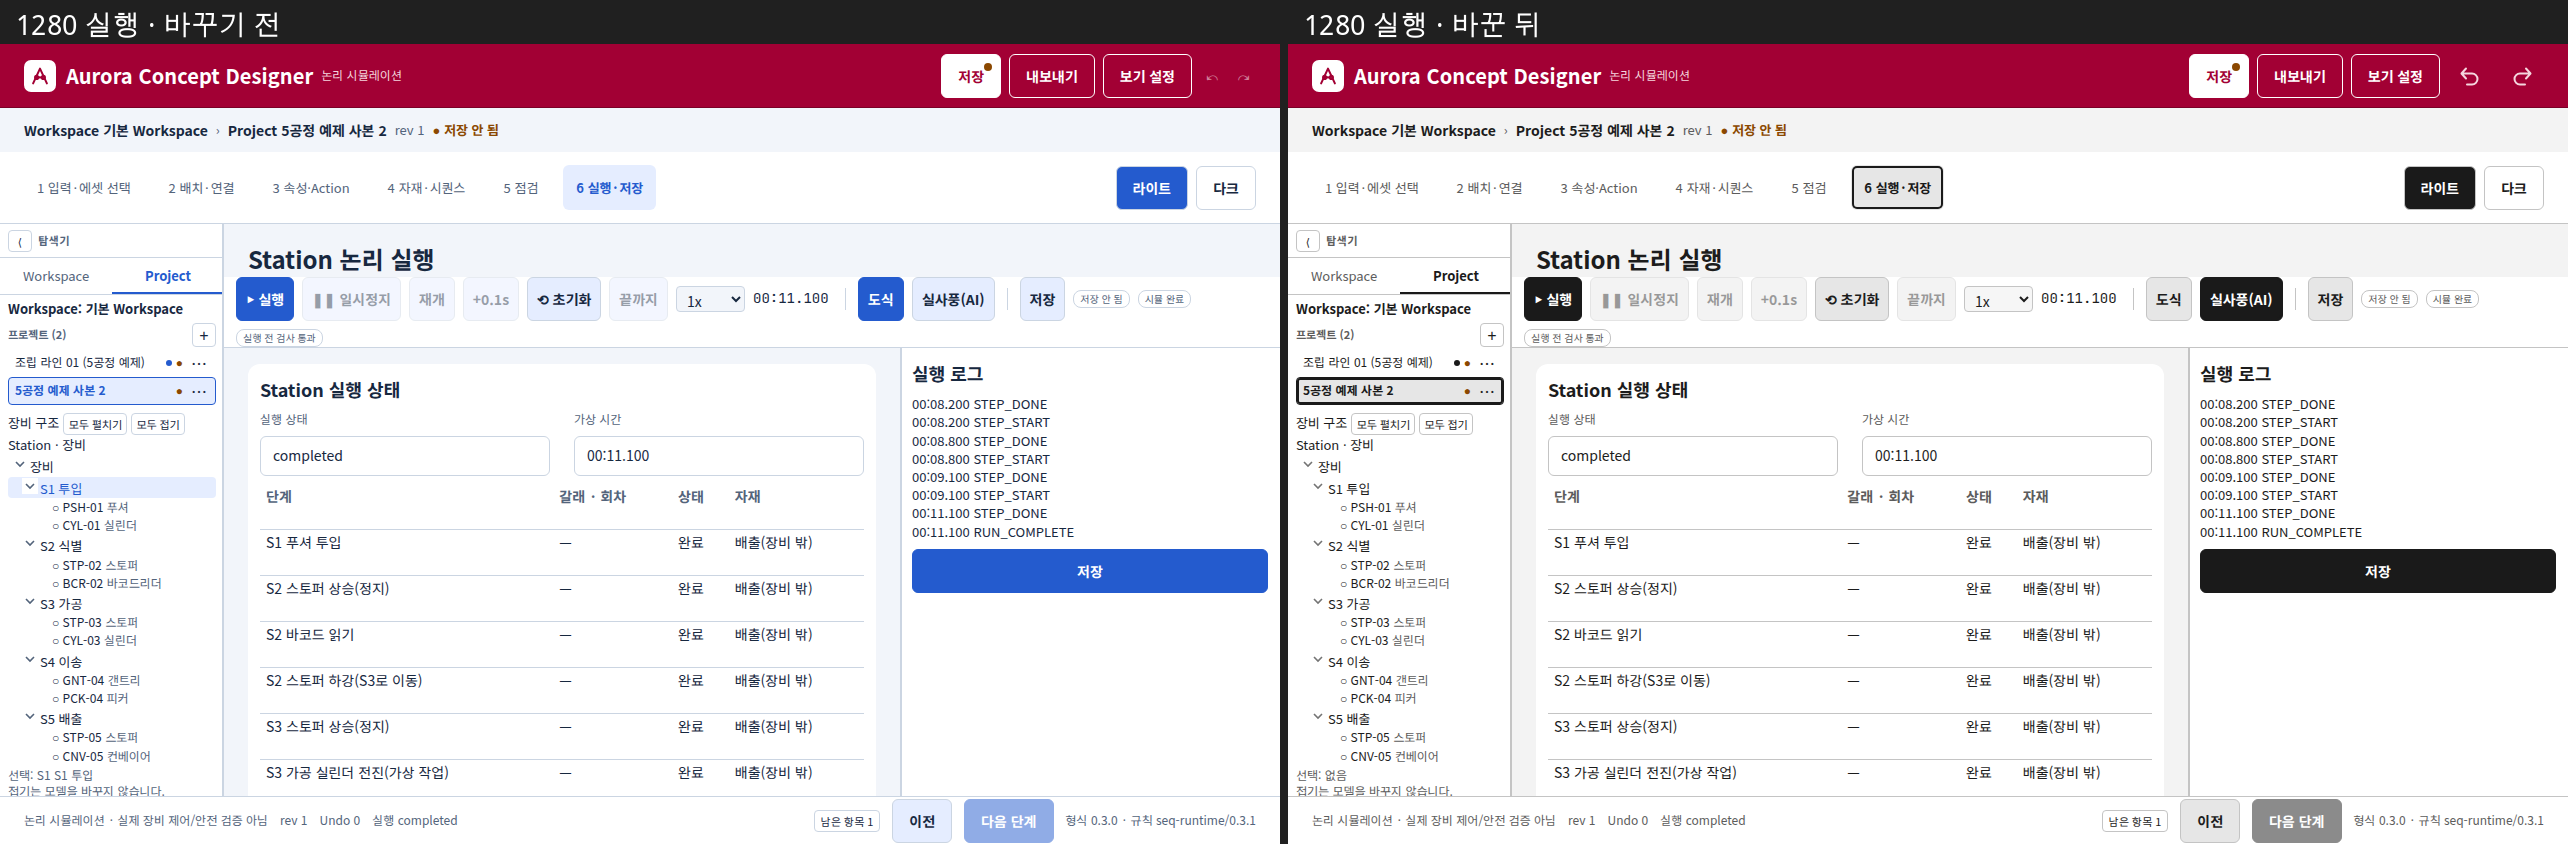 1280 실행 · 바꾸기 전
Aurora Concept Designer 논리 시뮬레이션
저장 내보내기 보기 설정
Workspace 기본 Workspace › Project 5공정 예제 사본 2 rev 1 ● 저장 안 됨
1 입력·에셋 선택 2 배치·연결 3 속성·Action 4 자재·시퀀스 5 점검 6 실행·저장
라이트 다크
탐색기
Workspace Project
Workspace: 기본 Workspace
프로젝트 (2) +
조립 라인 01 (5공정 예제) ● ● ···
5공정 예제 사본 2 ● ···
장비 구조 모두 펼치기 모두 접기
Station · 장비
장비
S1 투입
○ PSH-01 푸셔
○ CYL-01 실린더
S2 식별
○ STP-02 스토퍼
○ BCR-02 바코드리더
S3 가공
○ STP-03 스토퍼
○ CYL-03 실린더
S4 이송
○ GNT-04 갠트리
○ PCK-04 피커
S5 배출
○ STP-05 스토퍼
○ CNV-05 컨베이어
선택: S1 S1 투입
접기는 모델을 바꾸지 않습니다.
Station 논리 실행
▶ 실행 ❚❚ 일시정지 재개 +0.1s ⟲ 초기화 끝까지 1x 00:11.100 도식 실사풍(AI) 저장 저장 안 됨 시뮬 완료
실행 전 검사 통과
Station 실행 상태
실행 상태 가상 시간
completed 00:11.100
단계 갈래 · 회차 상태 자재
S1 푸셔 투입 — 완료 배출(장비 밖)
S2 스토퍼 상승(정지) — 완료 배출(장비 밖)
S2 바코드 읽기 — 완료 배출(장비 밖)
S2 스토퍼 하강(S3로 이동) — 완료 배출(장비 밖)
S3 스토퍼 상승(정지) — 완료 배출(장비 밖)
S3 가공 실린더 전진(가상 작업) — 완료 배출(장비 밖)
실행 로그
00:08.200 STEP_DONE
00:08.200 STEP_START
00:08.800 STEP_DONE
00:08.800 STEP_START
00:09.100 STEP_DONE
00:09.100 STEP_START
00:11.100 STEP_DONE
00:11.100 RUN_COMPLETE
저장
논리 시뮬레이션 · 실제 장비 제어/안전 검증 아님 rev 1 Undo 0 실행 completed
남은 항목 1 이전 다음 단계 형식 0.3.0 · 규칙 seq-runtime/0.3.1
1280 실행 · 바꾼 뒤
Aurora Concept Designer 논리 시뮬레이션
저장 내보내기 보기 설정
Workspace 기본 Workspace › Project 5공정 예제 사본 2 rev 1 ● 저장 안 됨
1 입력·에셋 선택 2 배치·연결 3 속성·Action 4 자재·시퀀스 5 점검 6 실행·저장
라이트 다크
탐색기
Workspace Project
Workspace: 기본 Workspace
프로젝트 (2) +
조립 라인 01 (5공정 예제) ● ● ···
5공정 예제 사본 2 ● ···
장비 구조 모두 펼치기 모두 접기
Station · 장비
장비
S1 투입
○ PSH-01 푸셔
○ CYL-01 실린더
S2 식별
○ STP-02 스토퍼
○ BCR-02 바코드리더
S3 가공
○ STP-03 스토퍼
○ CYL-03 실린더
S4 이송
○ GNT-04 갠트리
○ PCK-04 피커
S5 배출
○ STP-05 스토퍼
○ CNV-05 컨베이어
선택: 없음
접기는 모델을 바꾸지 않습니다.
Station 논리 실행
▶ 실행 ❚❚ 일시정지 재개 +0.1s ⟲ 초기화 끝까지 1x 00:11.100 도식 실사풍(AI) 저장 저장 안 됨 시뮬 완료
실행 전 검사 통과
Station 실행 상태
실행 상태 가상 시간
completed 00:11.100
단계 갈래 · 회차 상태 자재
S1 푸셔 투입 — 완료 배출(장비 밖)
S2 스토퍼 상승(정지) — 완료 배출(장비 밖)
S2 바코드 읽기 — 완료 배출(장비 밖)
S2 스토퍼 하강(S3로 이동) — 완료 배출(장비 밖)
S3 스토퍼 상승(정지) — 완료 배출(장비 밖)
S3 가공 실린더 전진(가상 작업) — 완료 배출(장비 밖)
실행 로그
00:08.200 STEP_DONE
00:08.200 STEP_START
00:08.800 STEP_DONE
00:08.800 STEP_START
00:09.100 STEP_DONE
00:09.100 STEP_START
00:11.100 STEP_DONE
00:11.100 RUN_COMPLETE
저장
논리 시뮬레이션 · 실제 장비 제어/안전 검증 아님 rev 1 Undo 0 실행 completed
남은 항목 1 이전 다음 단계 형식 0.3.0 · 규칙 seq-runtime/0.3.1